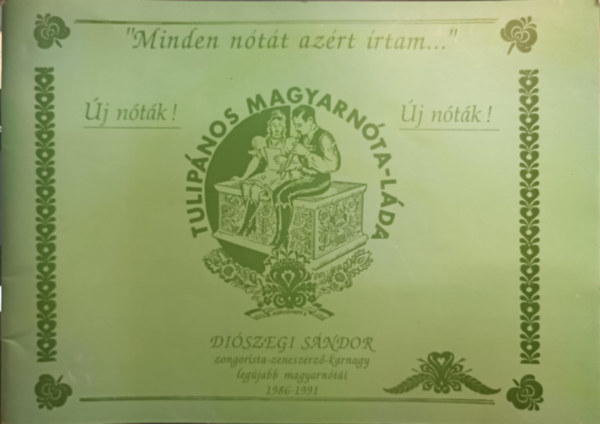 "Minden nótát azért írtam..."
Új nóták!
Új nóták!
TULIPÁNOS MAGYARNÓTA-LÁDA
DIÓSZEGI SÁNDOR
zongorista-zeneszerző-karnagy
legújabb magyarnótái
1986-1991